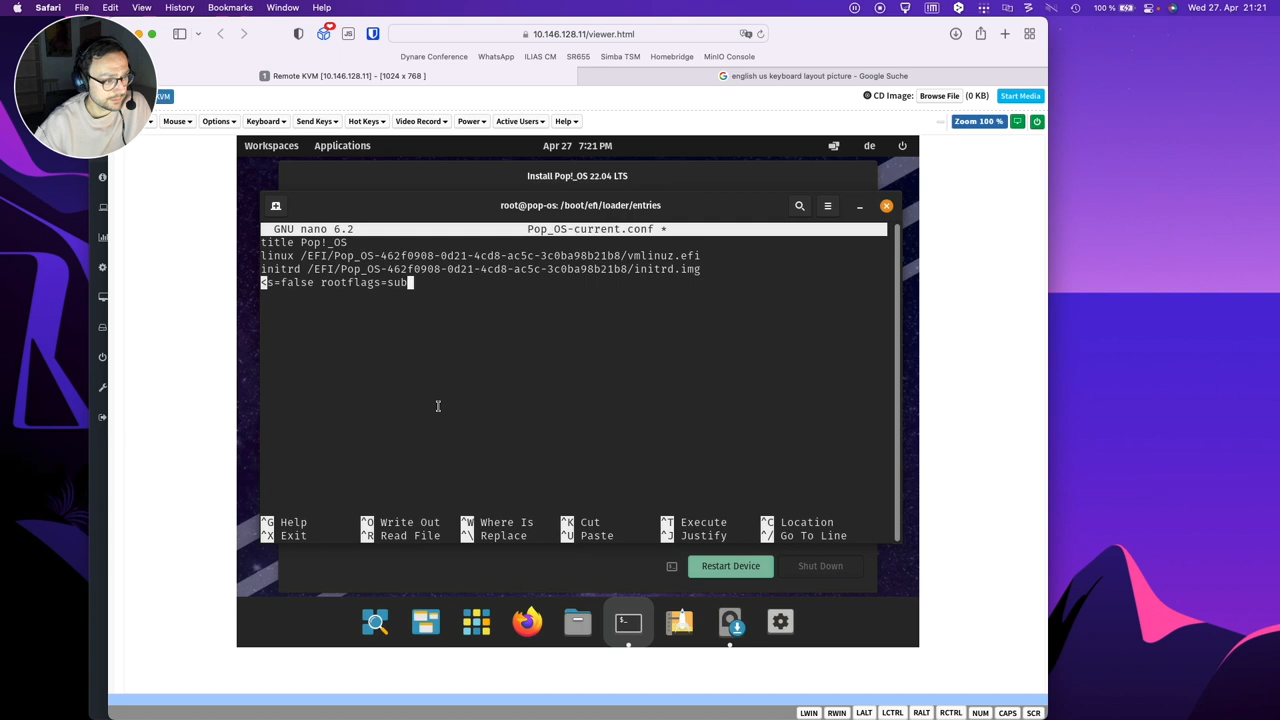 Safari File Edit View History Bookmarks Window Help Wed 27. Apr 21:21
10.146.128.11/viewer.html
Dynare Conference WhatsApp ILIAS CM SR655 Simba TSM Homebridge MinIO Console
1 Remote KVM [10.146.128.11] - [1024 x 768 ] english us keyboard layout picture - Google Suche
KVM CD Image: Browse File (0 KB) Start Media
Mouse Options Keyboard Send Keys Hot Keys Video Record Power Active Users Help Zoom 100 %
Workspaces Applications Apr 27 7:21 PM de
Install Pop!_OS 22.04 LTS
root@pop-os: /boot/efi/loader/entries
GNU nano 6.2 Pop_OS-current.conf *
title Pop!_OS
linux /EFI/Pop_OS-462f0908-0d21-4cd8-ac5c-3c0ba98b21b8/vmlinuz.efi
initrd /EFI/Pop_OS-462f0908-0d21-4cd8-ac5c-3c0ba98b21b8/initrd.img
<s=false rootflags=sub
^G Help ^O Write Out ^W Where Is ^K Cut ^T Execute ^C Location
^X Exit ^R Read File ^\ Replace ^U Paste ^J Justify ^/ Go To Line
Restart Device Shut Down
LWIN RWIN LALT LCTRL RALT RCTRL NUM CAPS SCR